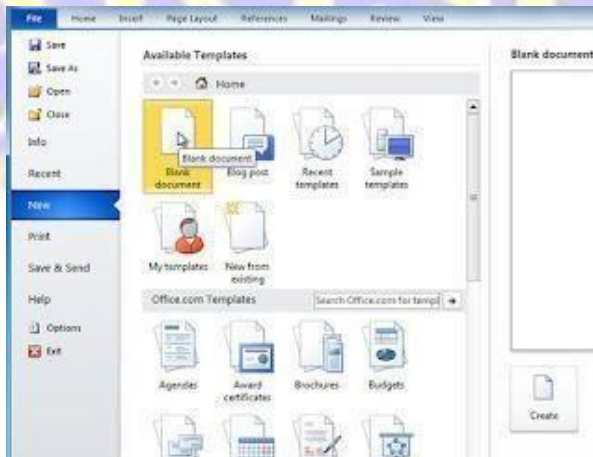 File Home Insert Page Layout References Mailings Review View
Save
Save As
Open
Close
Info
Recent
New
Print
Save & Send
Help
Options
Exit
Available Templates
Home
Blank document
Blank document
Blog post
Recent templates
Sample templates
My templates
New from existing
Office.com Templates
Search Office.com for templ
Agendas
Award certificates
Brochures
Budgets
Blank document
Create